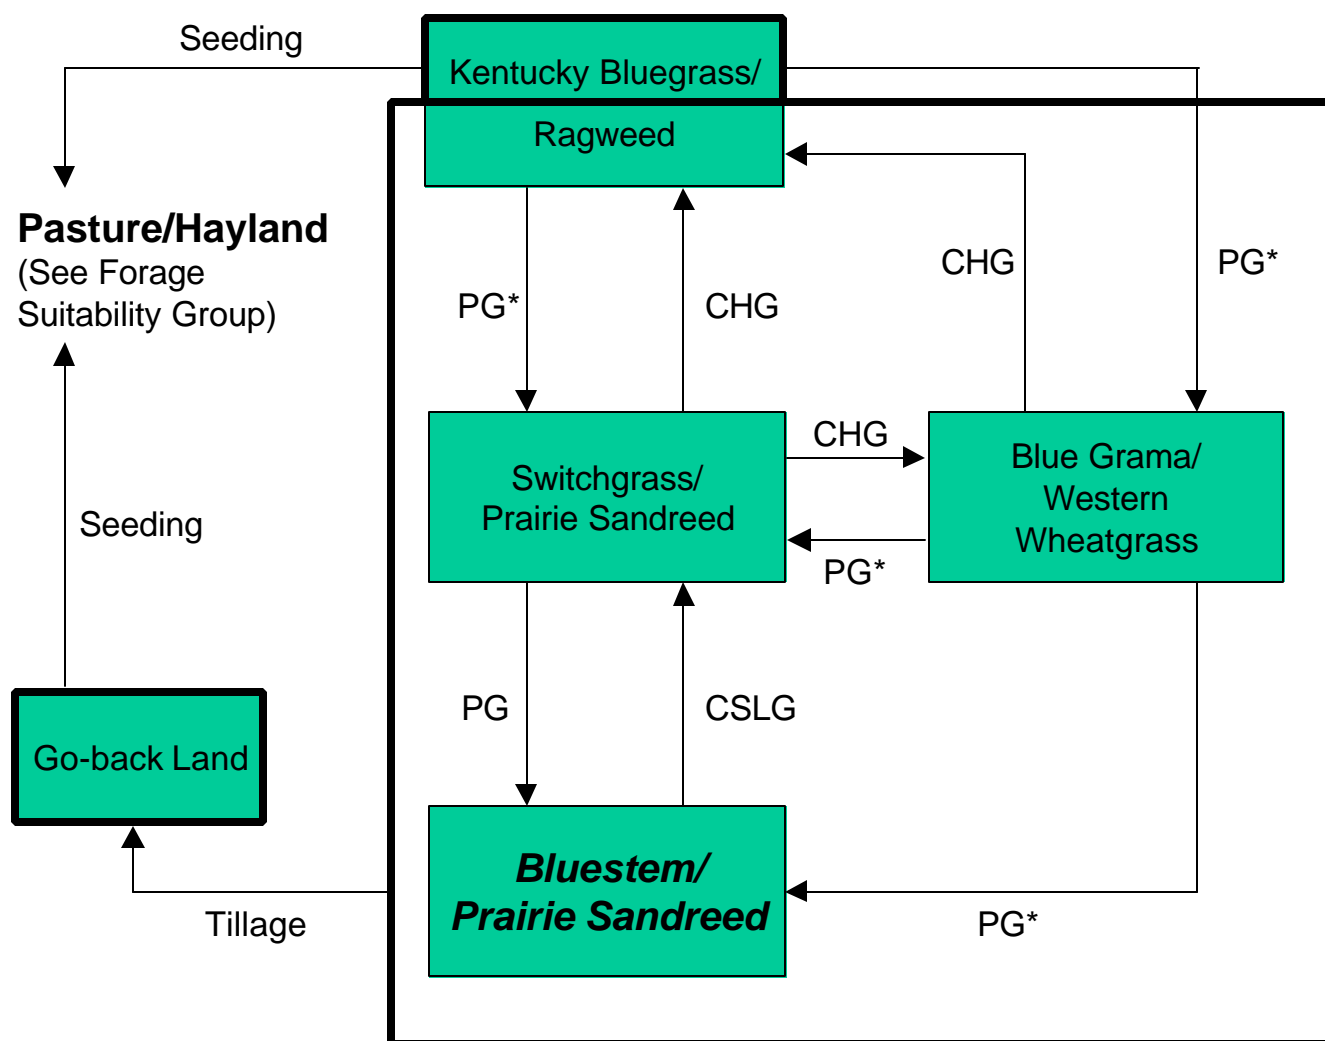 Seeding
Kentucky Bluegrass/
Ragweed
Pasture/Hayland
(See Forage
Suitability Group)
CHG
PG*
PG*
CHG
CHG
Switchgrass/
Prairie Sandreed
Blue Grama/
Western
Wheatgrass
PG*
Seeding
PG
CSLG
Go-back Land
Bluestem/
Prairie Sandreed
Tillage
PG*